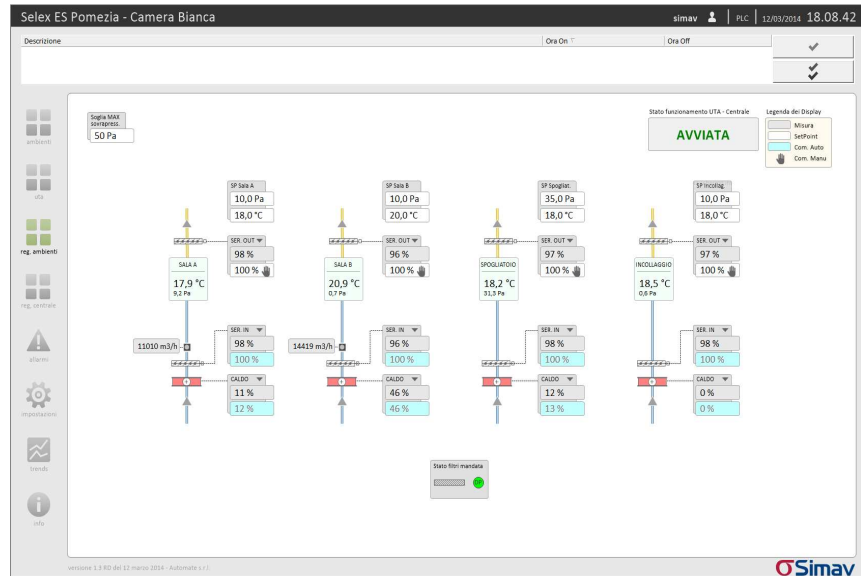 Selex ES Pomezia - Camera Bianca
simav PLC 12/03/2014 18.08.42
Descrizione Ora On Ora Off
Soglia MAX
sovrapress.
50 Pa
Stato funzionamento UTA - Centrale
AVVIATA
Legenda dei Display
Misura
SetPoint
Com. Auto
Com. Manu
ambienti
uta
reg. ambienti
reg. centrale
allarmi
impostazioni
trends
info
SP Sala A
10,0 Pa
18,0 °C
SER. OUT
98 %
100 %
SALA A
17,9 °C
9,2 Pa
11010 m3/h
SER. IN
98 %
100 %
CALDO
11 %
12 %
SP Sala B
10,0 Pa
20,0 °C
SER. OUT
96 %
100 %
SALA B
20,9 °C
0,7 Pa
14419 m3/h
SER. IN
96 %
100 %
CALDO
46 %
46 %
SP Spogliat.
35,0 Pa
18,0 °C
SER. OUT
97 %
100 %
SPOGLIATOIO
18,2 °C
31,3 Pa
SER. IN
98 %
100 %
CALDO
12 %
13 %
SP Incollag.
10,0 Pa
18,0 °C
SER. OUT
97 %
100 %
INCOLLAGGIO
18,5 °C
0,6 Pa
SER. IN
98 %
100 %
CALDO
0 %
0 %
Stato filtri mandata
DP
versione 1.3 RD del 12 marzo 2014 - Automate s.r.l.
Simav